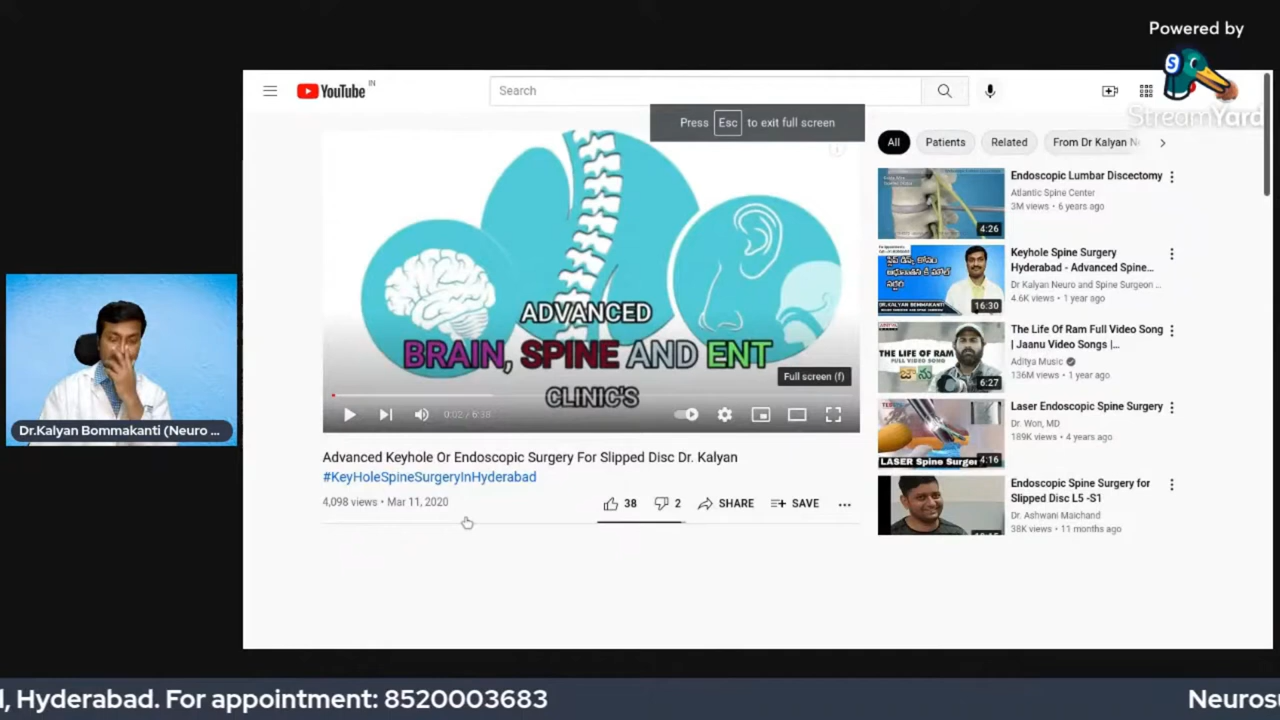 Powered by
StreamYard
YouTube IN
Search
Press Esc to exit full screen
ADVANCED
BRAIN, SPINE AND ENT
CLINIC'S
Full screen (f)
0:02 / 6:38
Advanced Keyhole Or Endoscopic Surgery For Slipped Disc Dr. Kalyan
#KeyHoleSpineSurgeryInHyderabad
4,098 views • Mar 11, 2020
38
2
SHARE
SAVE
All
Patients
Related
From Dr Kalyan N
Endoscopic Lumbar Discectomy
Atlantic Spine Center
3M views • 6 years ago
4:26
Keyhole Spine Surgery
Hyderabad - Advanced Spine...
Dr Kalyan Neuro and Spine Surgeon ...
4.6K views • 1 year ago
DR.KALYAN BOMMAKANTI
16:30
The Life Of Ram Full Video Song
| Jaanu Video Songs |...
Aditya Music
136M views • 1 year ago
THE LIFE OF RAM
FULL VIDEO SONG
జాను
6:27
Laser Endoscopic Spine Surgery
Dr. Won, MD
189K views • 4 years ago
LASER Spine Surge
4:16
Endoscopic Spine Surgery for
Slipped Disc L5 -S1
Dr. Ashwani Maichand
38K views • 11 months ago
Dr.Kalyan Bommakanti (Neuro ...
, Hyderabad. For appointment: 8520003683
Neuros